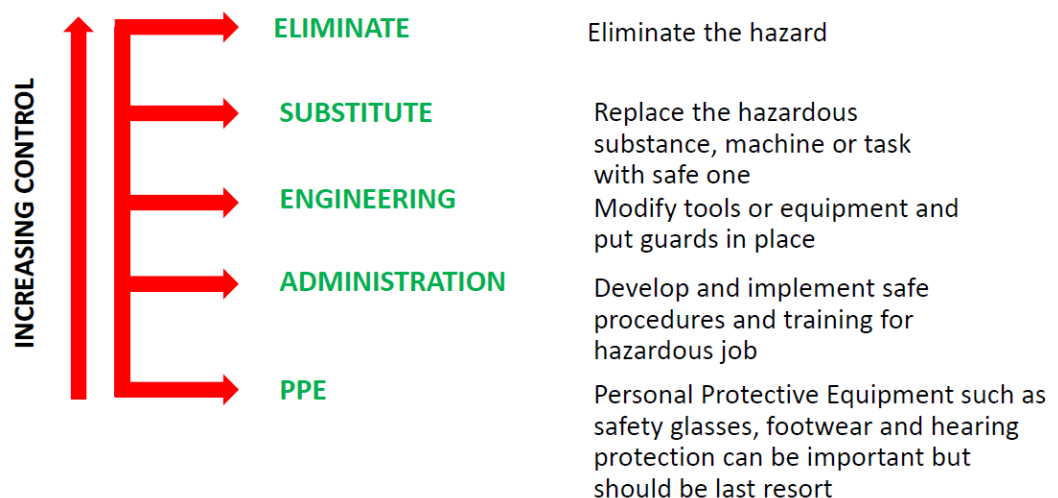 INCREASING CONTROL
ELIMINATE
Eliminate the hazard
SUBSTITUTE
Replace the hazardous
substance, machine or task
with safe one
ENGINEERING
Modify tools or equipment and
put guards in place
ADMINISTRATION
Develop and implement safe
procedures and training for
hazardous job
PPE
Personal Protective Equipment such as
safety glasses, footwear and hearing
protection can be important but
should be last resort